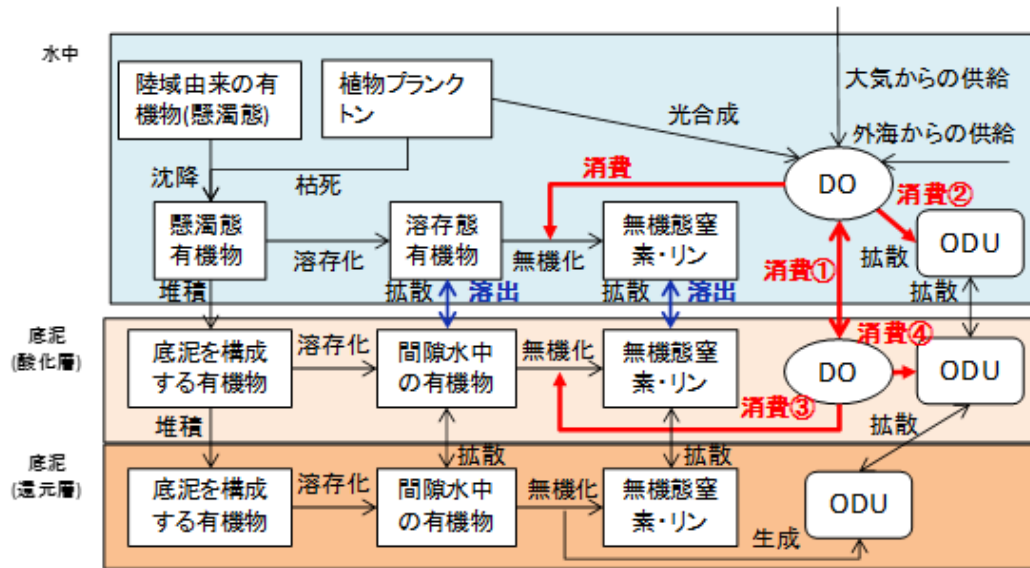 水中
陸域由来の有
機物(懸濁態)
植物プランク
トン
大気からの供給
光合成
外海からの供給
沈降
枯死
消費
DO
消費②
懸濁態
有機物
溶存化
溶存態
有機物
無機化
無機態窒
素・リン
消費①
拡散
ODU
堆積
拡散
溶出
拡散
溶出
拡散
底泥
(酸化層)
底泥を構成
する有機物
溶存化
間隙水中
の有機物
無機化
無機態窒
素・リン
消費③
DO
消費④
ODU
堆積
拡散
拡散
拡散
底泥
(還元層)
底泥を構成
する有機物
溶存化
間隙水中
の有機物
無機化
無機態窒
素・リン
生成
ODU